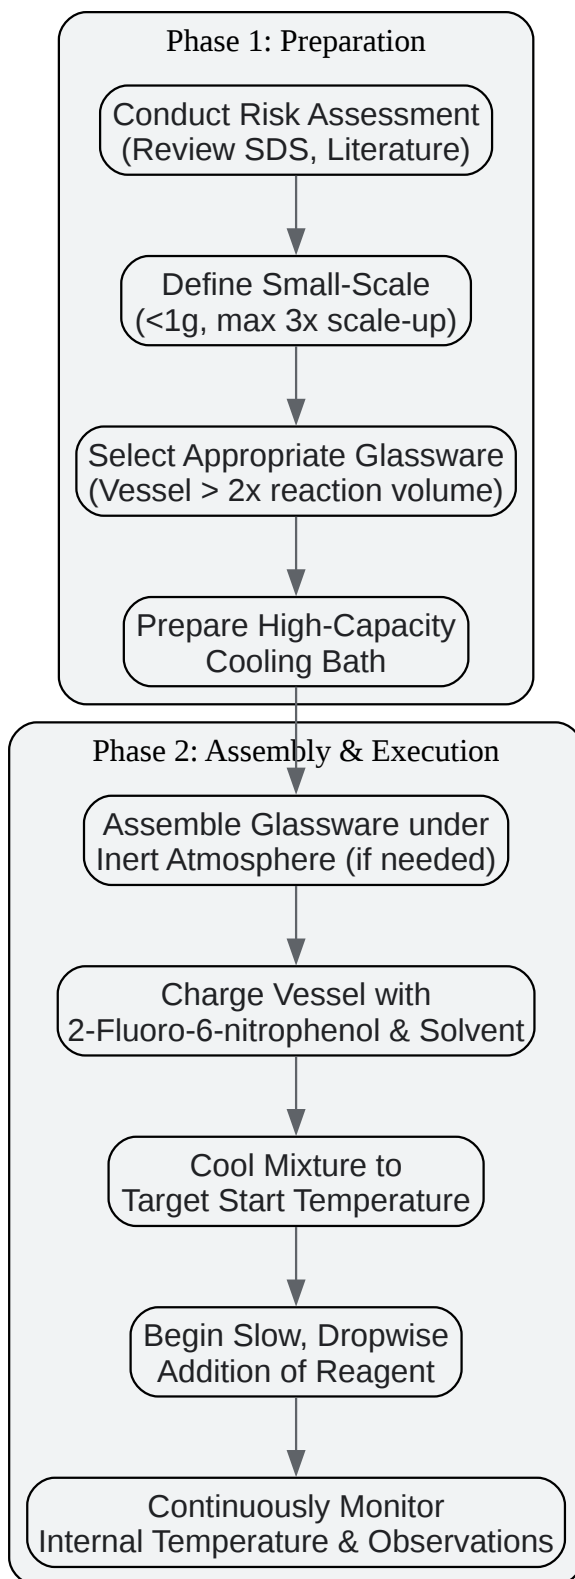 Phase 1: Preparation
Conduct Risk Assessment
(Review SDS, Literature)
Define Small-Scale
(<1g, max 3x scale-up)
Select Appropriate Glassware
(Vessel > 2x reaction volume)
Prepare High-Capacity
Cooling Bath
Phase 2: Assembly & Execution
Assemble Glassware under
Inert Atmosphere (if needed)
Charge Vessel with
2-Fluoro-6-nitrophenol & Solvent
Cool Mixture to
Target Start Temperature
Begin Slow, Dropwise
Addition of Reagent
Continuously Monitor
Internal Temperature & Observations